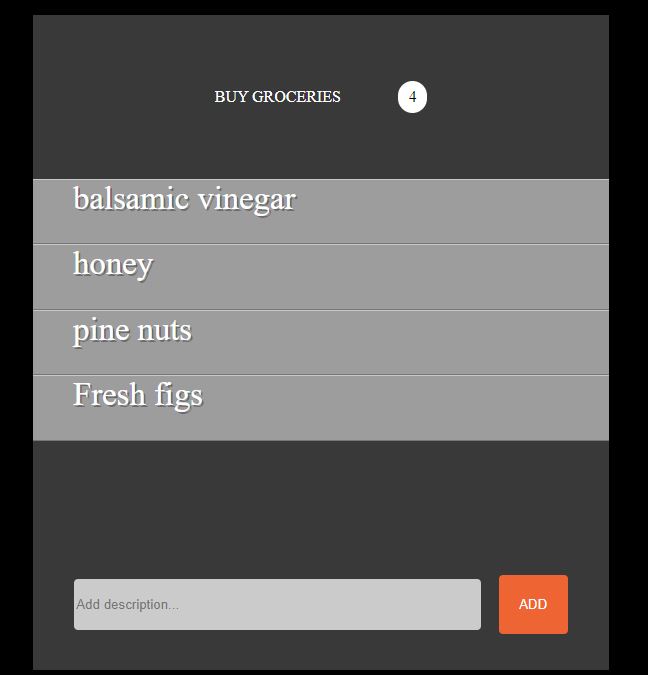 BUY GROCERIES 4
balsamic vinegar
honey
pine nuts
Fresh figs
Add description... ADD